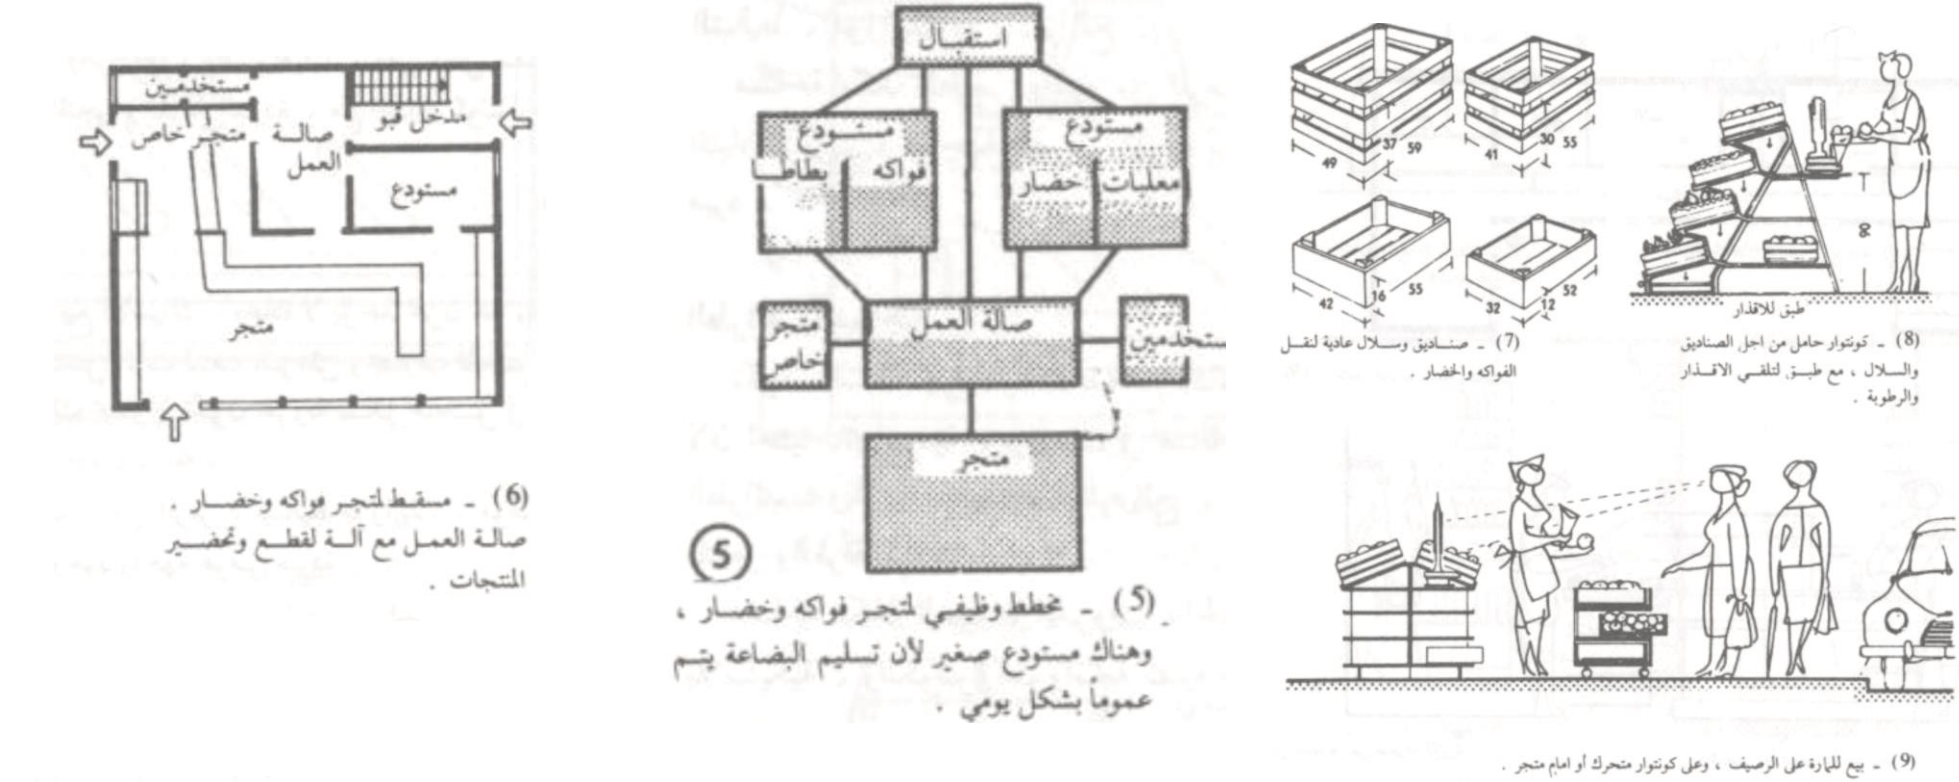 مستخدمين
متجر خاص
صالة
العمل
مدخل قبو
مستودع
متجر
(6) ـ مسقط لمتجر فواكه وخضار .
صالة العمل مع آلة لقطع وتحضير
المنتجات .
استقبال
مستودع
بطاطا
فواكه
مستودع
خضار
معلبات
متجر
خاص
صالة العمل
مستخدمين
متجر
5
(5) ـ مخطط وظيفي لمتجر فواكه وخضار ،
وهناك مستودع صغير لأن تسليم البضاعة يتم
عموماً بشكل يومي .
49
37
59
41
30
55
42
16
55
32
12
52
(7) ـ صناديق وسلال عادية لنقل
الفواكه والخضار .
90
طبق للاقذار
(8) ـ كونتوار حامل من اجل الصناديق
والسلال ، مع طبق لتلقي الاقذار
والرطوبة .
(9) ـ بيع للمارة على الرصيف ، وعلى كونتوار متحرك أو امام متجر .